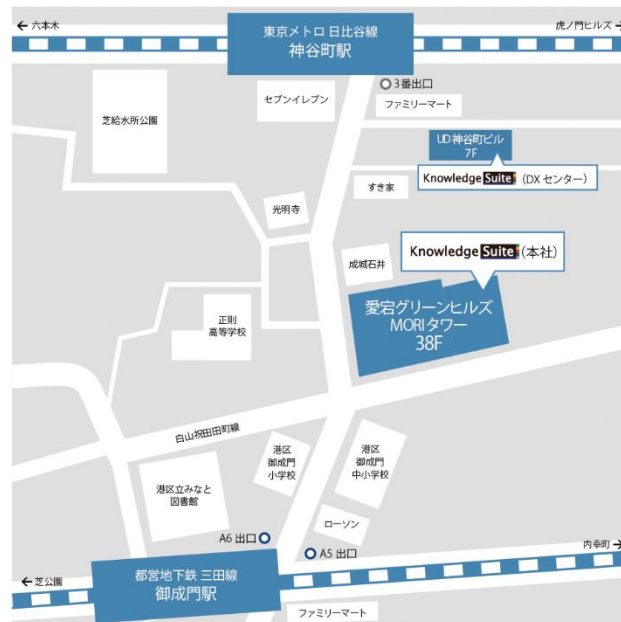 ← 六本木
虎ノ門ヒルズ →
東京メトロ 日比谷線
神谷町駅
3番出口
セブンイレブン
ファミリーマート
芝給水所公園
UD 神谷町ビル
7F
Knowledge Suite (DX センター)
すき家
光明寺
Knowledge Suite (本社)
成城石井
愛宕グリーンヒルズ
MORI タワー
38F
正則
高等学校
白山祝田田町線
港区
御成門
小学校
港区
御成門
中小学校
港区立みなと
図書館
ローソン
A6 出口
A5 出口
内幸町 →
← 芝公園
都営地下鉄 三田線
御成門駅
ファミリーマート